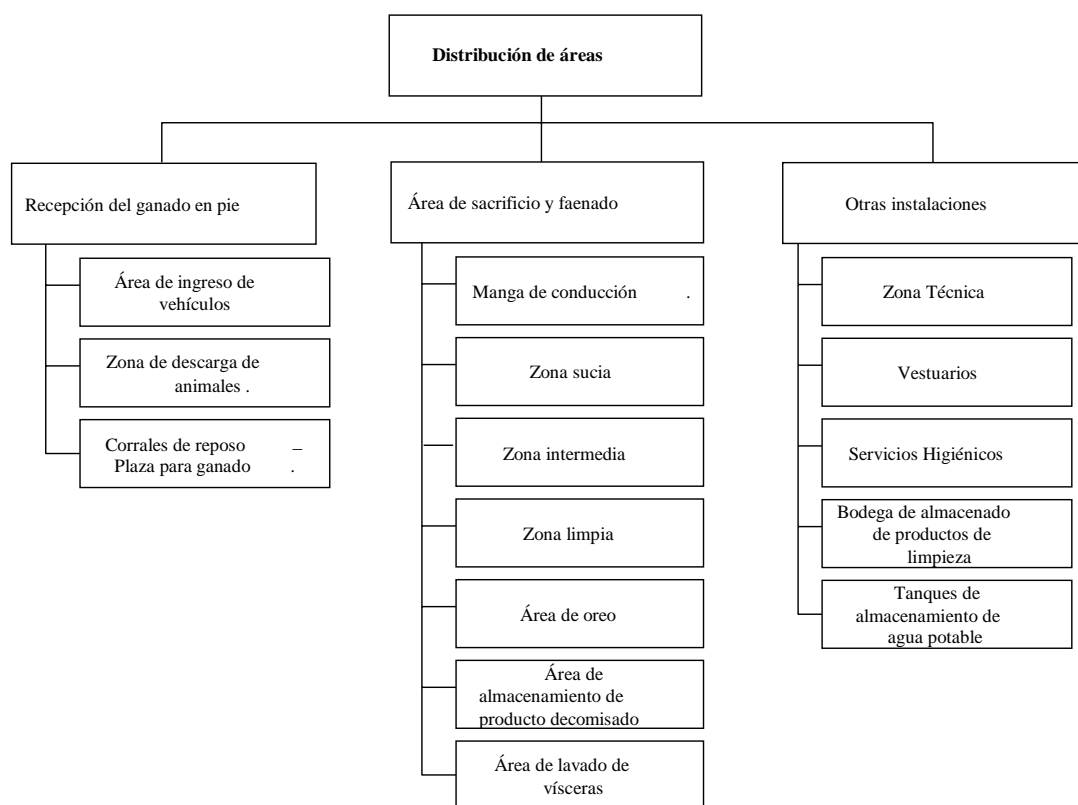 Distribución de áreas
Recepción del ganado en pie
Área de ingreso de
vehículos
Zona de descarga de
animales .
Corrales de reposo –
Plaza para ganado .
Área de sacrificio y faenado
Manga de conducción .
Zona sucia
Zona intermedia
Zona limpia
Área de oreo
Área de
almacenamiento de
producto decomisado
Área de lavado de
vísceras
Otras instalaciones
Zona Técnica
Vestuarios
Servicios Higiénicos
Bodega de almacenado
de productos de
limpieza
Tanques de
almacenamiento de
agua potable